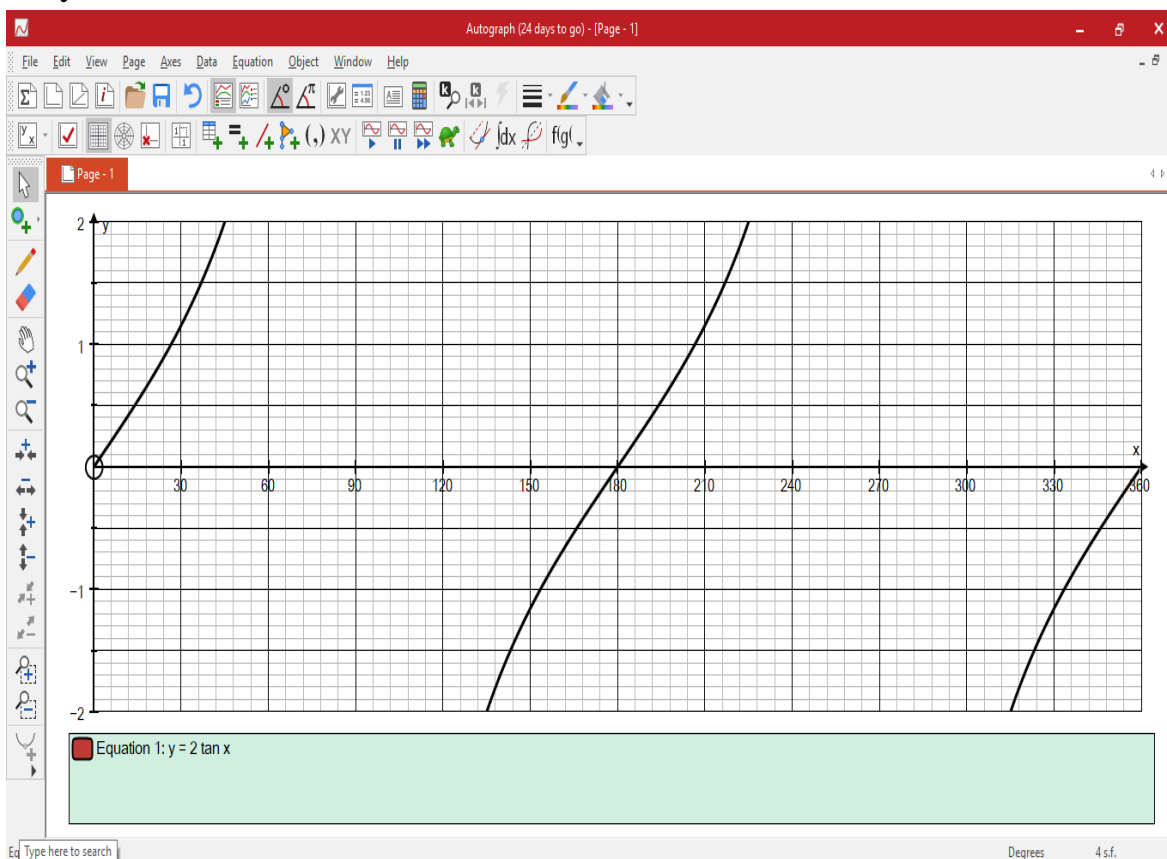 Autograph (24 days to go) - [Page - 1]
File Edit View Page Axes Data Equation Object Window Help
XY ∫dx f(g(
Page - 1
2 y
1
x
30 60 90 120 150 180 210 240 270 300 330 360
-1
-2
Equation 1: y = 2 tan x
Type here to search
Degrees 4 s.f.